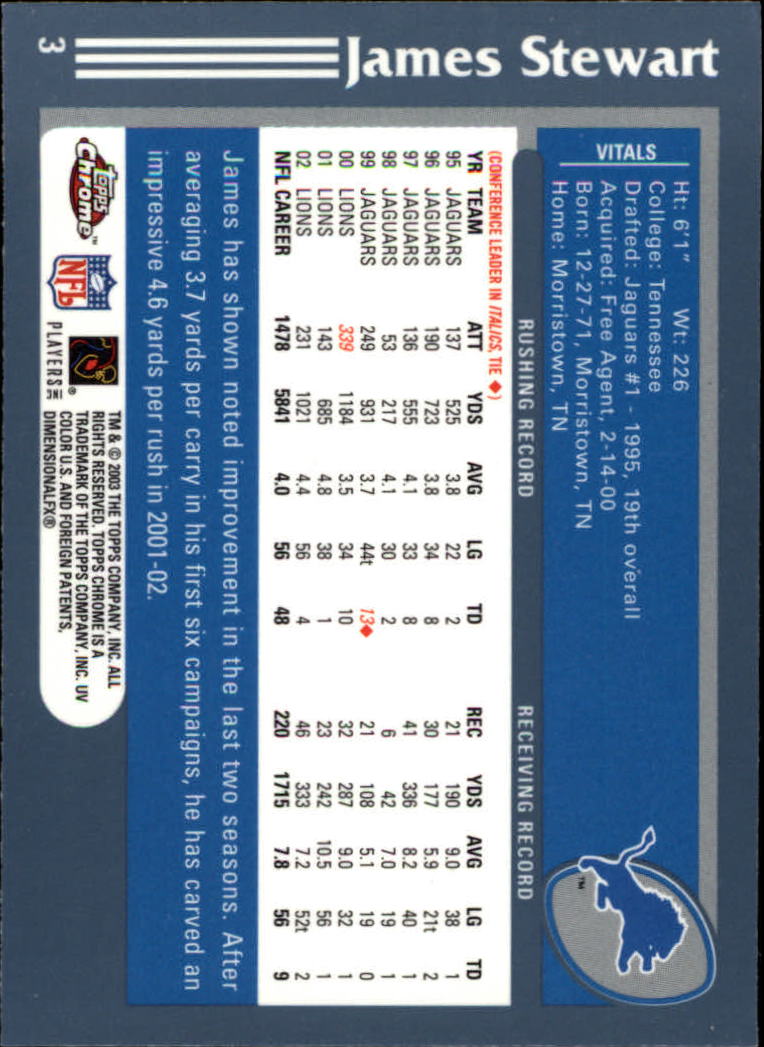 3 James Stewart
VITALS
Ht: 6'1" Wt: 226
College: Tennessee
Drafted: Jaguars #1 - 1995, 19th overall
Acquired: Free Agent, 2-14-00
Born: 12-27-71, Morristown, TN
Home: Morristown, TN
TM
RUSHING RECORD RECEIVING RECORD
(CONFERENCE LEADER IN ITALICS, TIE ♦)
YR TEAM ATT YDS AVG LG TD REC YDS AVG LG TD
95 JAGUARS 137 525 3.8 22 2 21 190 9.0 38 1
96 JAGUARS 190 723 3.8 34 8 30 177 5.9 21t 2
97 JAGUARS 136 555 4.1 33 8 41 336 8.2 40 1
98 JAGUARS 53 217 4.1 30 2 6 42 7.0 19 1
99 JAGUARS 249 931 3.7 44t 13♦ 21 108 5.1 19 0
00 LIONS 339 1184 3.5 34 10 32 287 9.0 32 1
01 LIONS 143 685 4.8 38 1 23 242 10.5 56 1
02 LIONS 231 1021 4.4 56 4 46 333 7.2 52t 2
NFL CAREER 1478 5841 4.0 56 48 220 1715 7.8 56 9
James has shown noted improvement in the last two seasons. After
averaging 3.7 yards per carry in his first six campaigns, he has carved an
impressive 4.6 yards per rush in 2001-02.
Topps Chrome™
NFL
PLAYERS INC ®
TM & © 2003 THE TOPPS COMPANY, INC. ALL
RIGHTS RESERVED. TOPPS CHROME IS A
TRADEMARK OF THE TOPPS COMPANY, INC. UV
COLOR U.S. AND FOREIGN PATENTS,
DIMENSIONALFX®